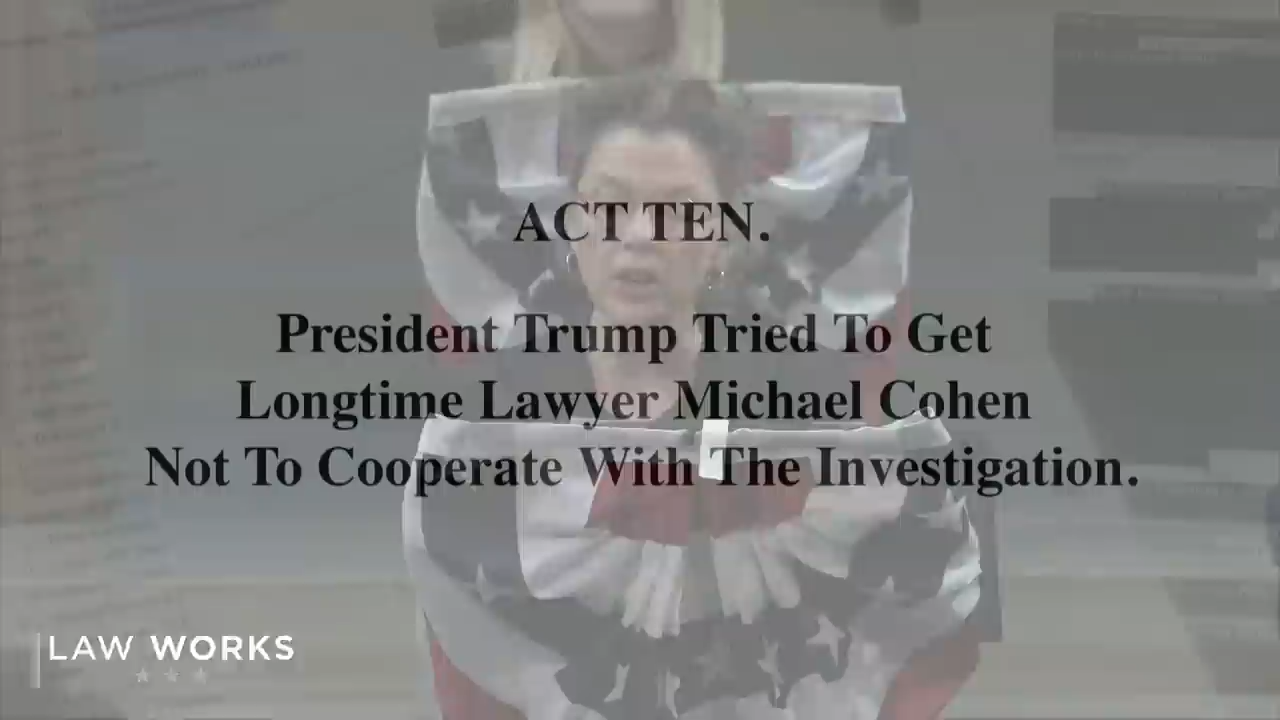 ACT TEN.
President Trump Tried To Get
Longtime Lawyer Michael Cohen
Not To Cooperate With The Investigation.
LAW WORKS